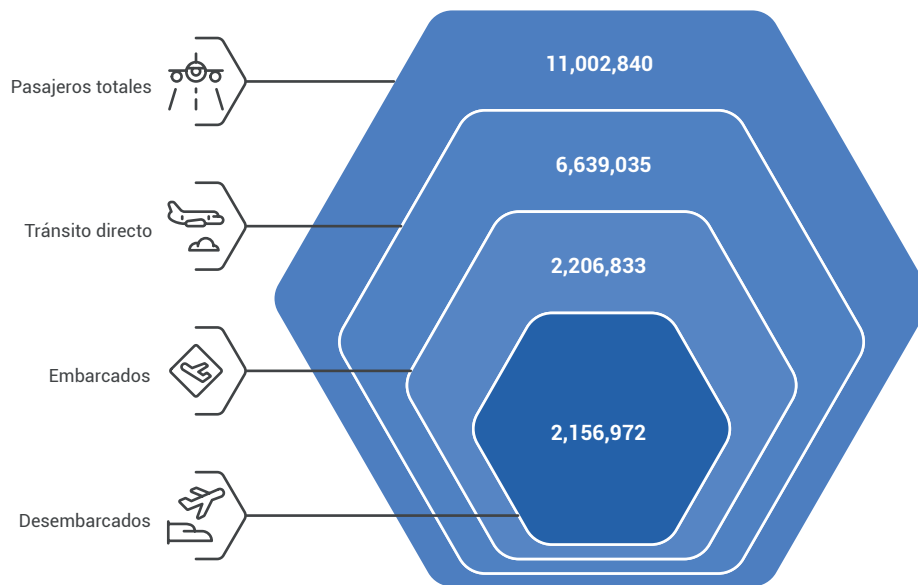 Pasajeros totales
11,002,840
Tránsito directo
6,639,035
Embarcados
2,206,833
Desembarcados
2,156,972